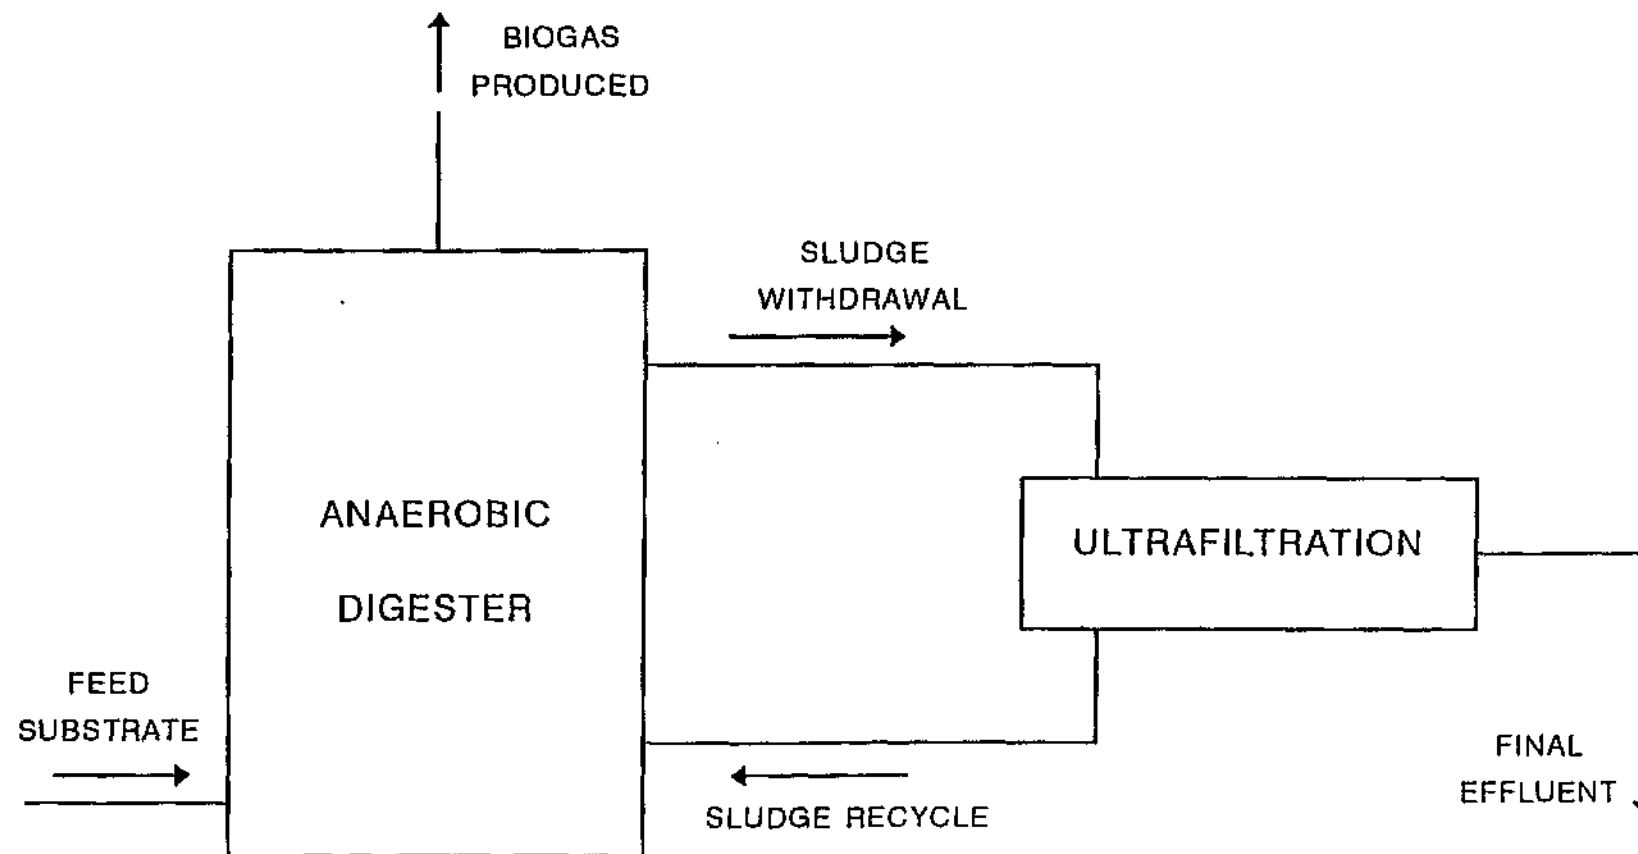 BIOGAS
PRODUCED
SLUDGE
WITHDRAWAL
ANAEROBIC
DIGESTER
ULTRAFILTRATION
FEED
SUBSTRATE
SLUDGE RECYCLE
FINAL
EFFLUENT